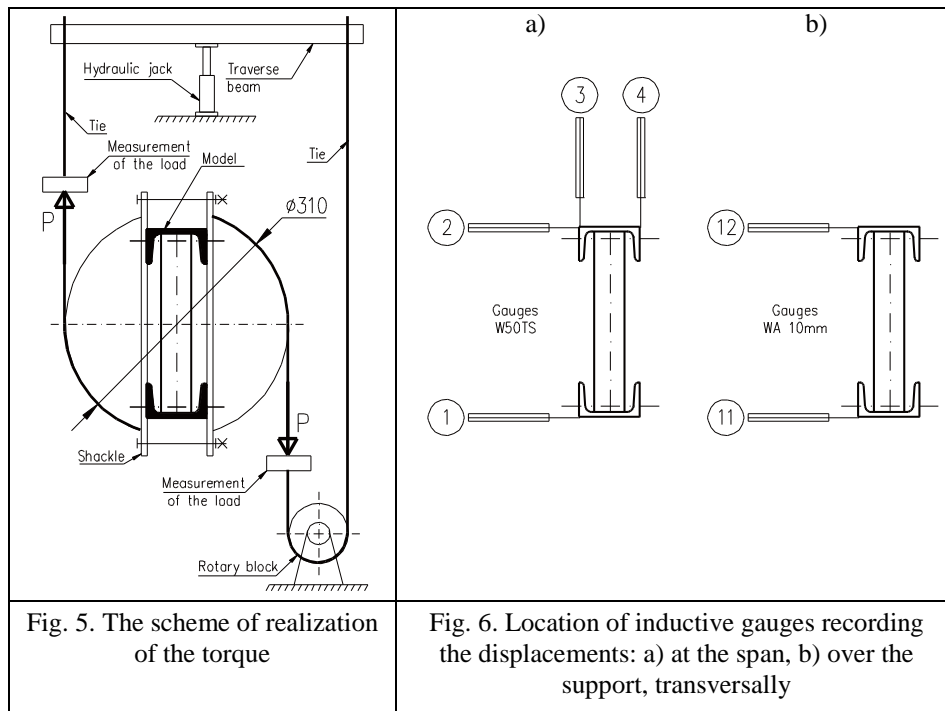 Hydraulic jack
Traverse
beam
Tie
Measurement
of the load
Model
Tie
P
ø310
P
Shackle
Measurement
of the load
Rotary block
a)
b)
3
4
2
12
Gauges
W50TS
Gauges
WA 10mm
1
11
Fig. 5. The scheme of realization
of the torque
Fig. 6. Location of inductive gauges recording
the displacements: a) at the span, b) over the
support, transversally